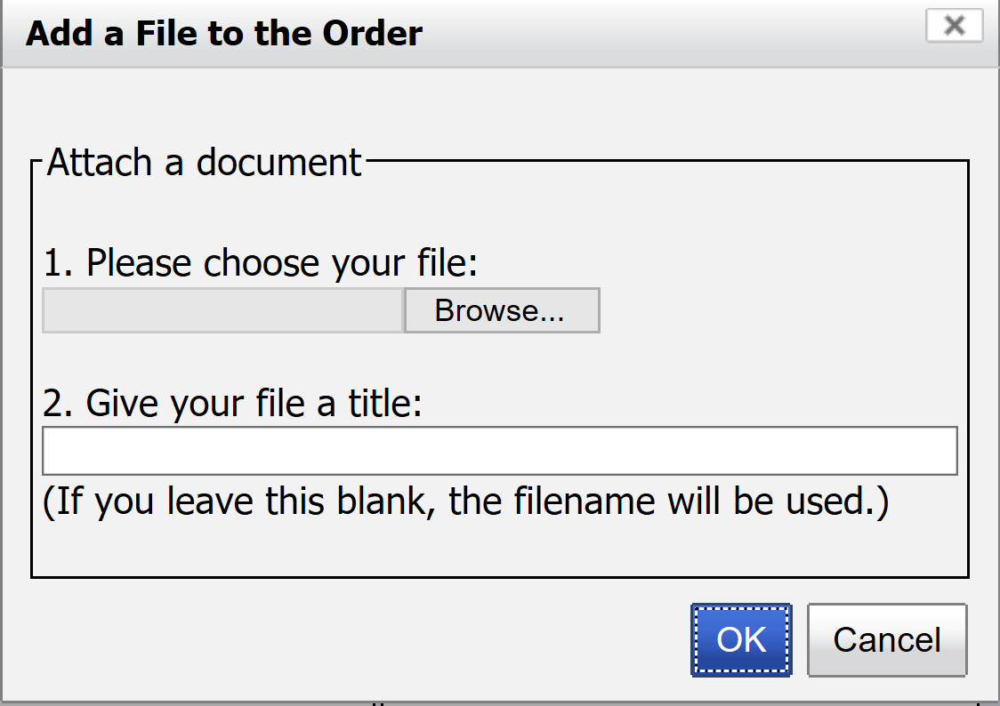 Add a File to the Order
Attach a document
1. Please choose your file:
Browse...
2. Give your file a title:
(If you leave this blank, the filename will be used.)
OK Cancel